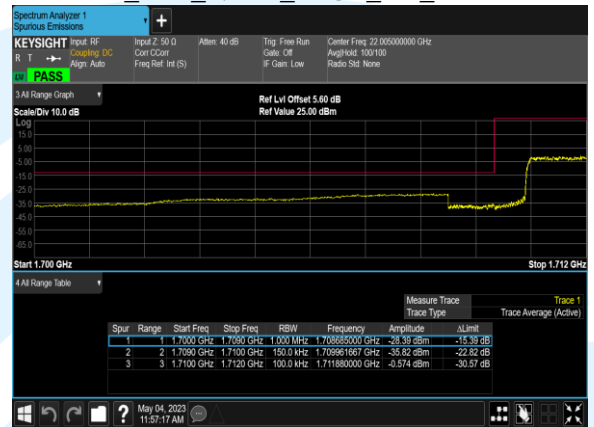 Spectrum Analyzer 1
Spurious Emissions
+
KEYSIGHT Input: RF Input Z: 50 Ω Atten: 40 dB Trig: Free Run Center Freq: 22.005000000 GHz
R T Coupling: DC Corr CCorr Gate: Off Avg|Hold: 100/100
Align: Auto Freq Ref: Int (S) IF Gain: Low Radio Std: None
LV PASS
3 All Range Graph
Ref Lvl Offset 5.60 dB
Scale/Div 10.0 dB Ref Value 25.00 dBm
Log
15.0
5.00
-5.00
-15.0
-25.0
-35.0
-45.0
-55.0
-65.0
Start 1.700 GHz Stop 1.712 GHz
4 All Range Table
Measure Trace Trace 1
Trace Type Trace Average (Active)
Spur Range Start Freq Stop Freq RBW Frequency Amplitude ΔLimit
1 1 1.7000 GHz 1.7090 GHz 1.000 MHz 1.708685000 GHz -28.39 dBm -15.39 dB
2 2 1.7090 GHz 1.7100 GHz 150.0 kHz 1.709961667 GHz -35.82 dBm -22.82 dB
3 3 1.7100 GHz 1.7120 GHz 100.0 kHz 1.711880000 GHz -0.574 dBm -30.57 dB
? May 04, 2023
11:57:17 AM